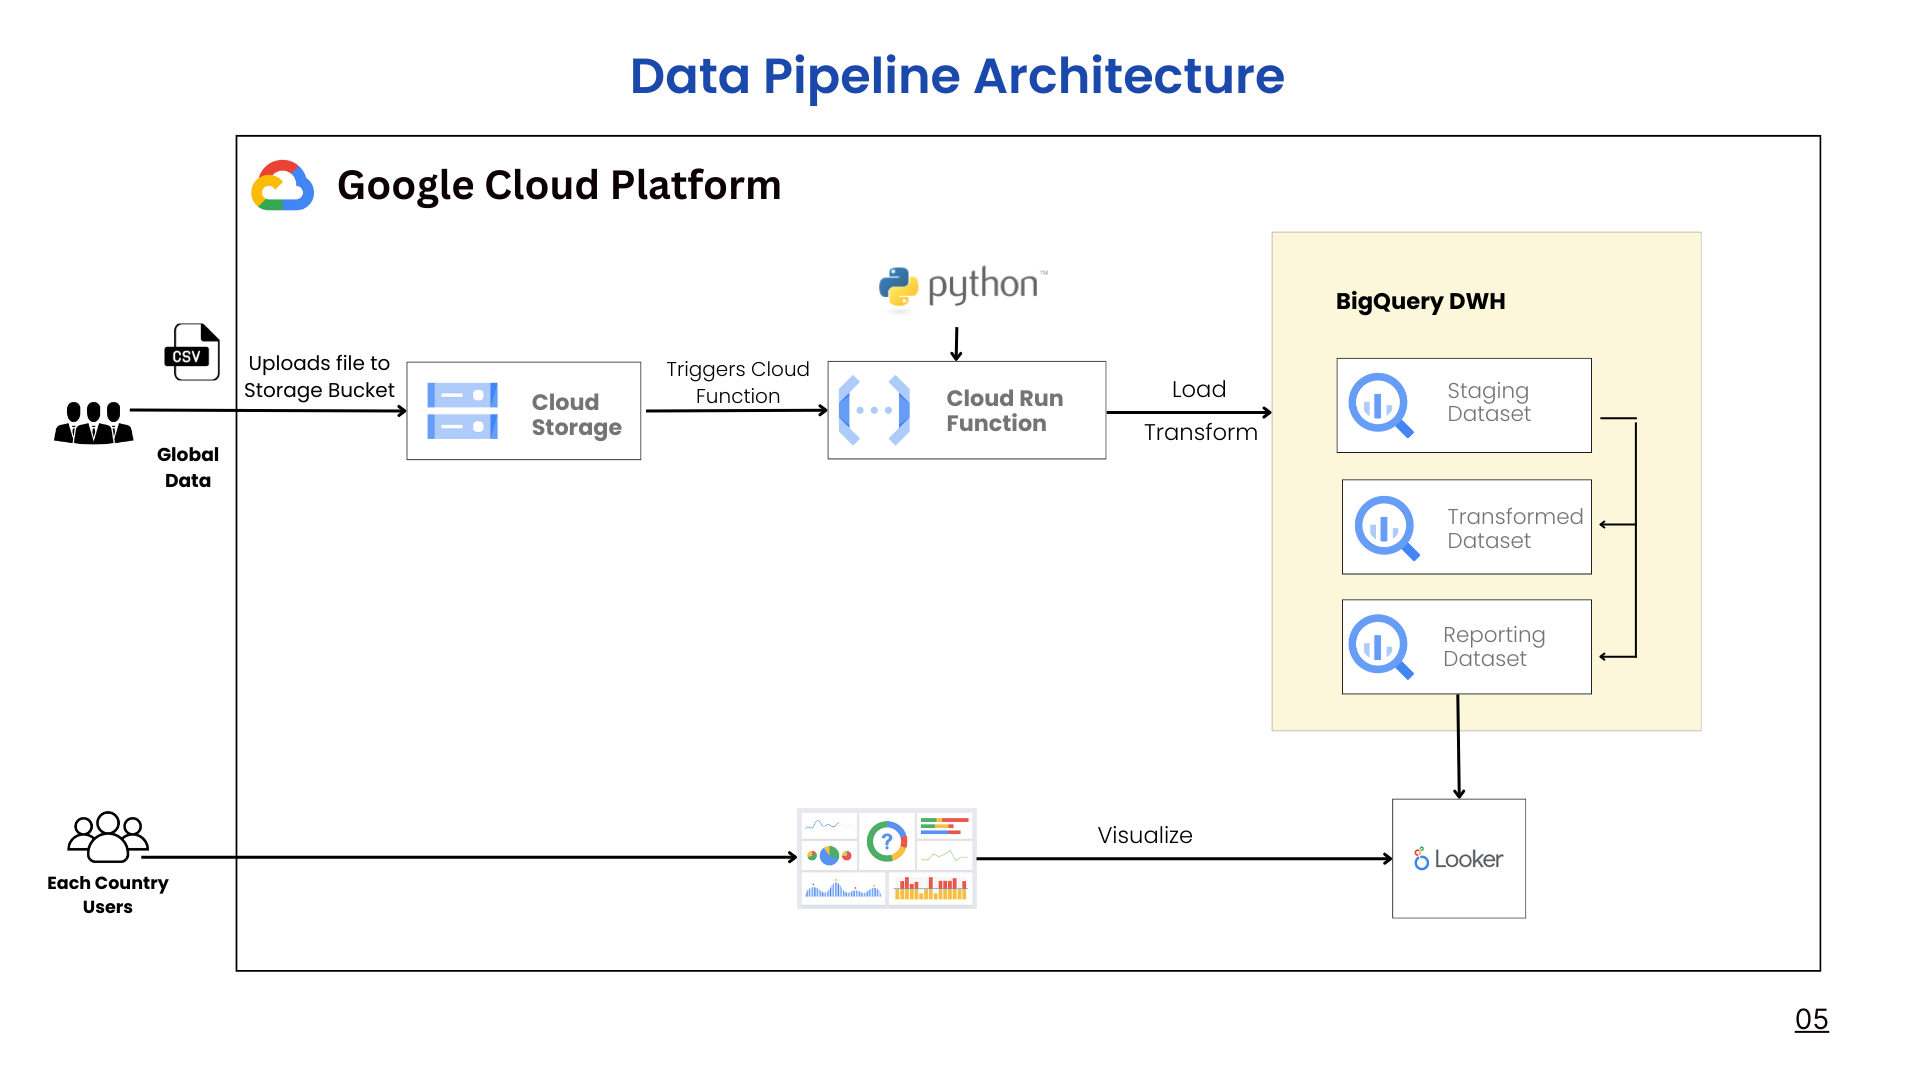 Data Pipeline Architecture
Google Cloud Platform
python™
BigQuery DWH
CSV
Uploads file to
Storage Bucket
Global
Data
Cloud
Storage
Triggers Cloud
Function
Cloud Run
Function
Load
Transform
Staging
Dataset
Transformed
Dataset
Reporting
Dataset
Each Country
Users
?
Visualize
Looker
05